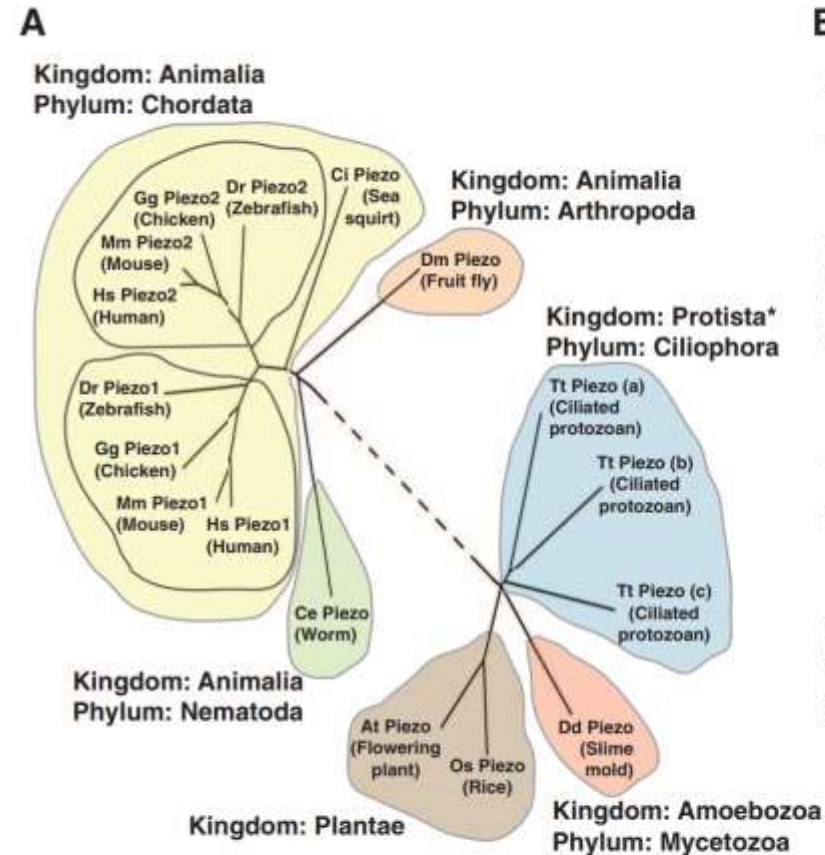 A
Kingdom: Animalia
Phylum: Chordata
Gg Piezo2
(Chicken)
Dr Piezo2
(Zebrafish)
Ci Piezo
(Sea
squirt)
Mm Piezo2
(Mouse)
Hs Piezo2
(Human)
Dr Piezo1
(Zebrafish)
Gg Piezo1
(Chicken)
Mm Piezo1
(Mouse)
Hs Piezo1
(Human)
Kingdom: Animalia
Phylum: Arthropoda
Dm Piezo
(Fruit fly)
Kingdom: Protista*
Phylum: Ciliophora
Tt Piezo (a)
(Ciliated
protozoan)
Tt Piezo (b)
(Ciliated
protozoan)
Tt Piezo (c)
(Ciliated
protozoan)
Ce Piezo
(Worm)
Kingdom: Animalia
Phylum: Nematoda
At Piezo
(Flowering
plant)
Os Piezo
(Rice)
Kingdom: Plantae
Dd Piezo
(Slime
mold)
Kingdom: Amoebozoa
Phylum: Mycetozoa